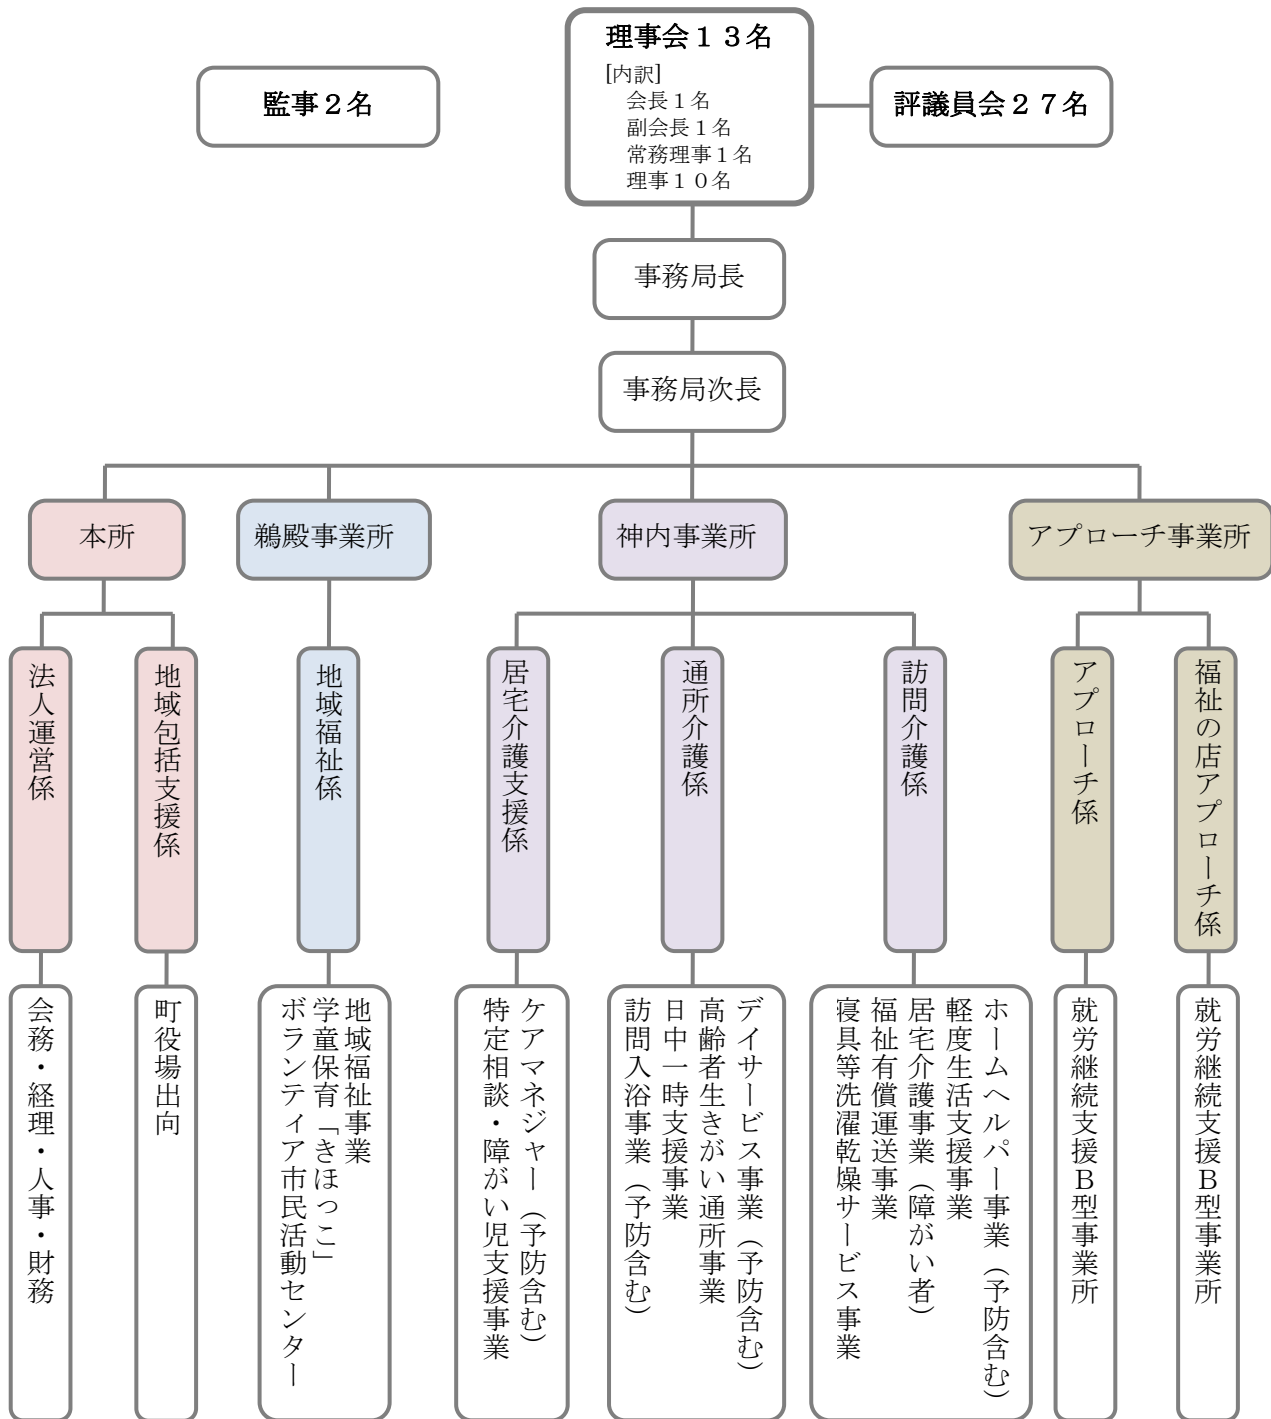 理事会１３名
[内訳]
会長１名
副会長１名
常務理事１名
理事１０名
監事２名
評議員会２７名
事務局長
事務局次長
本所
鵜殿事業所
神内事業所
アプローチ事業所
法人運営係
地域包括支援係
地域福祉係
居宅介護支援係
通所介護係
訪問介護係
アプローチ係
福祉の店アプローチ係
会務・経理・人事・財務
町役場出向
地域福祉事業
学童保育「きほっこ」
ボランティア市民活動センター
ケアマネジャー（予防含む）
特定相談・障がい児支援事業
デイサービス事業（予防含む）
高齢者生きがい通所事業
日中一時支援事業
訪問入浴事業（予防含む）
ホームヘルパー事業（予防含む）
軽度生活支援事業
居宅介護事業（障がい者）
福祉有償運送事業
寝具等洗濯乾燥サービス事業
就労継続支援Ｂ型事業所
就労継続支援Ｂ型事業所